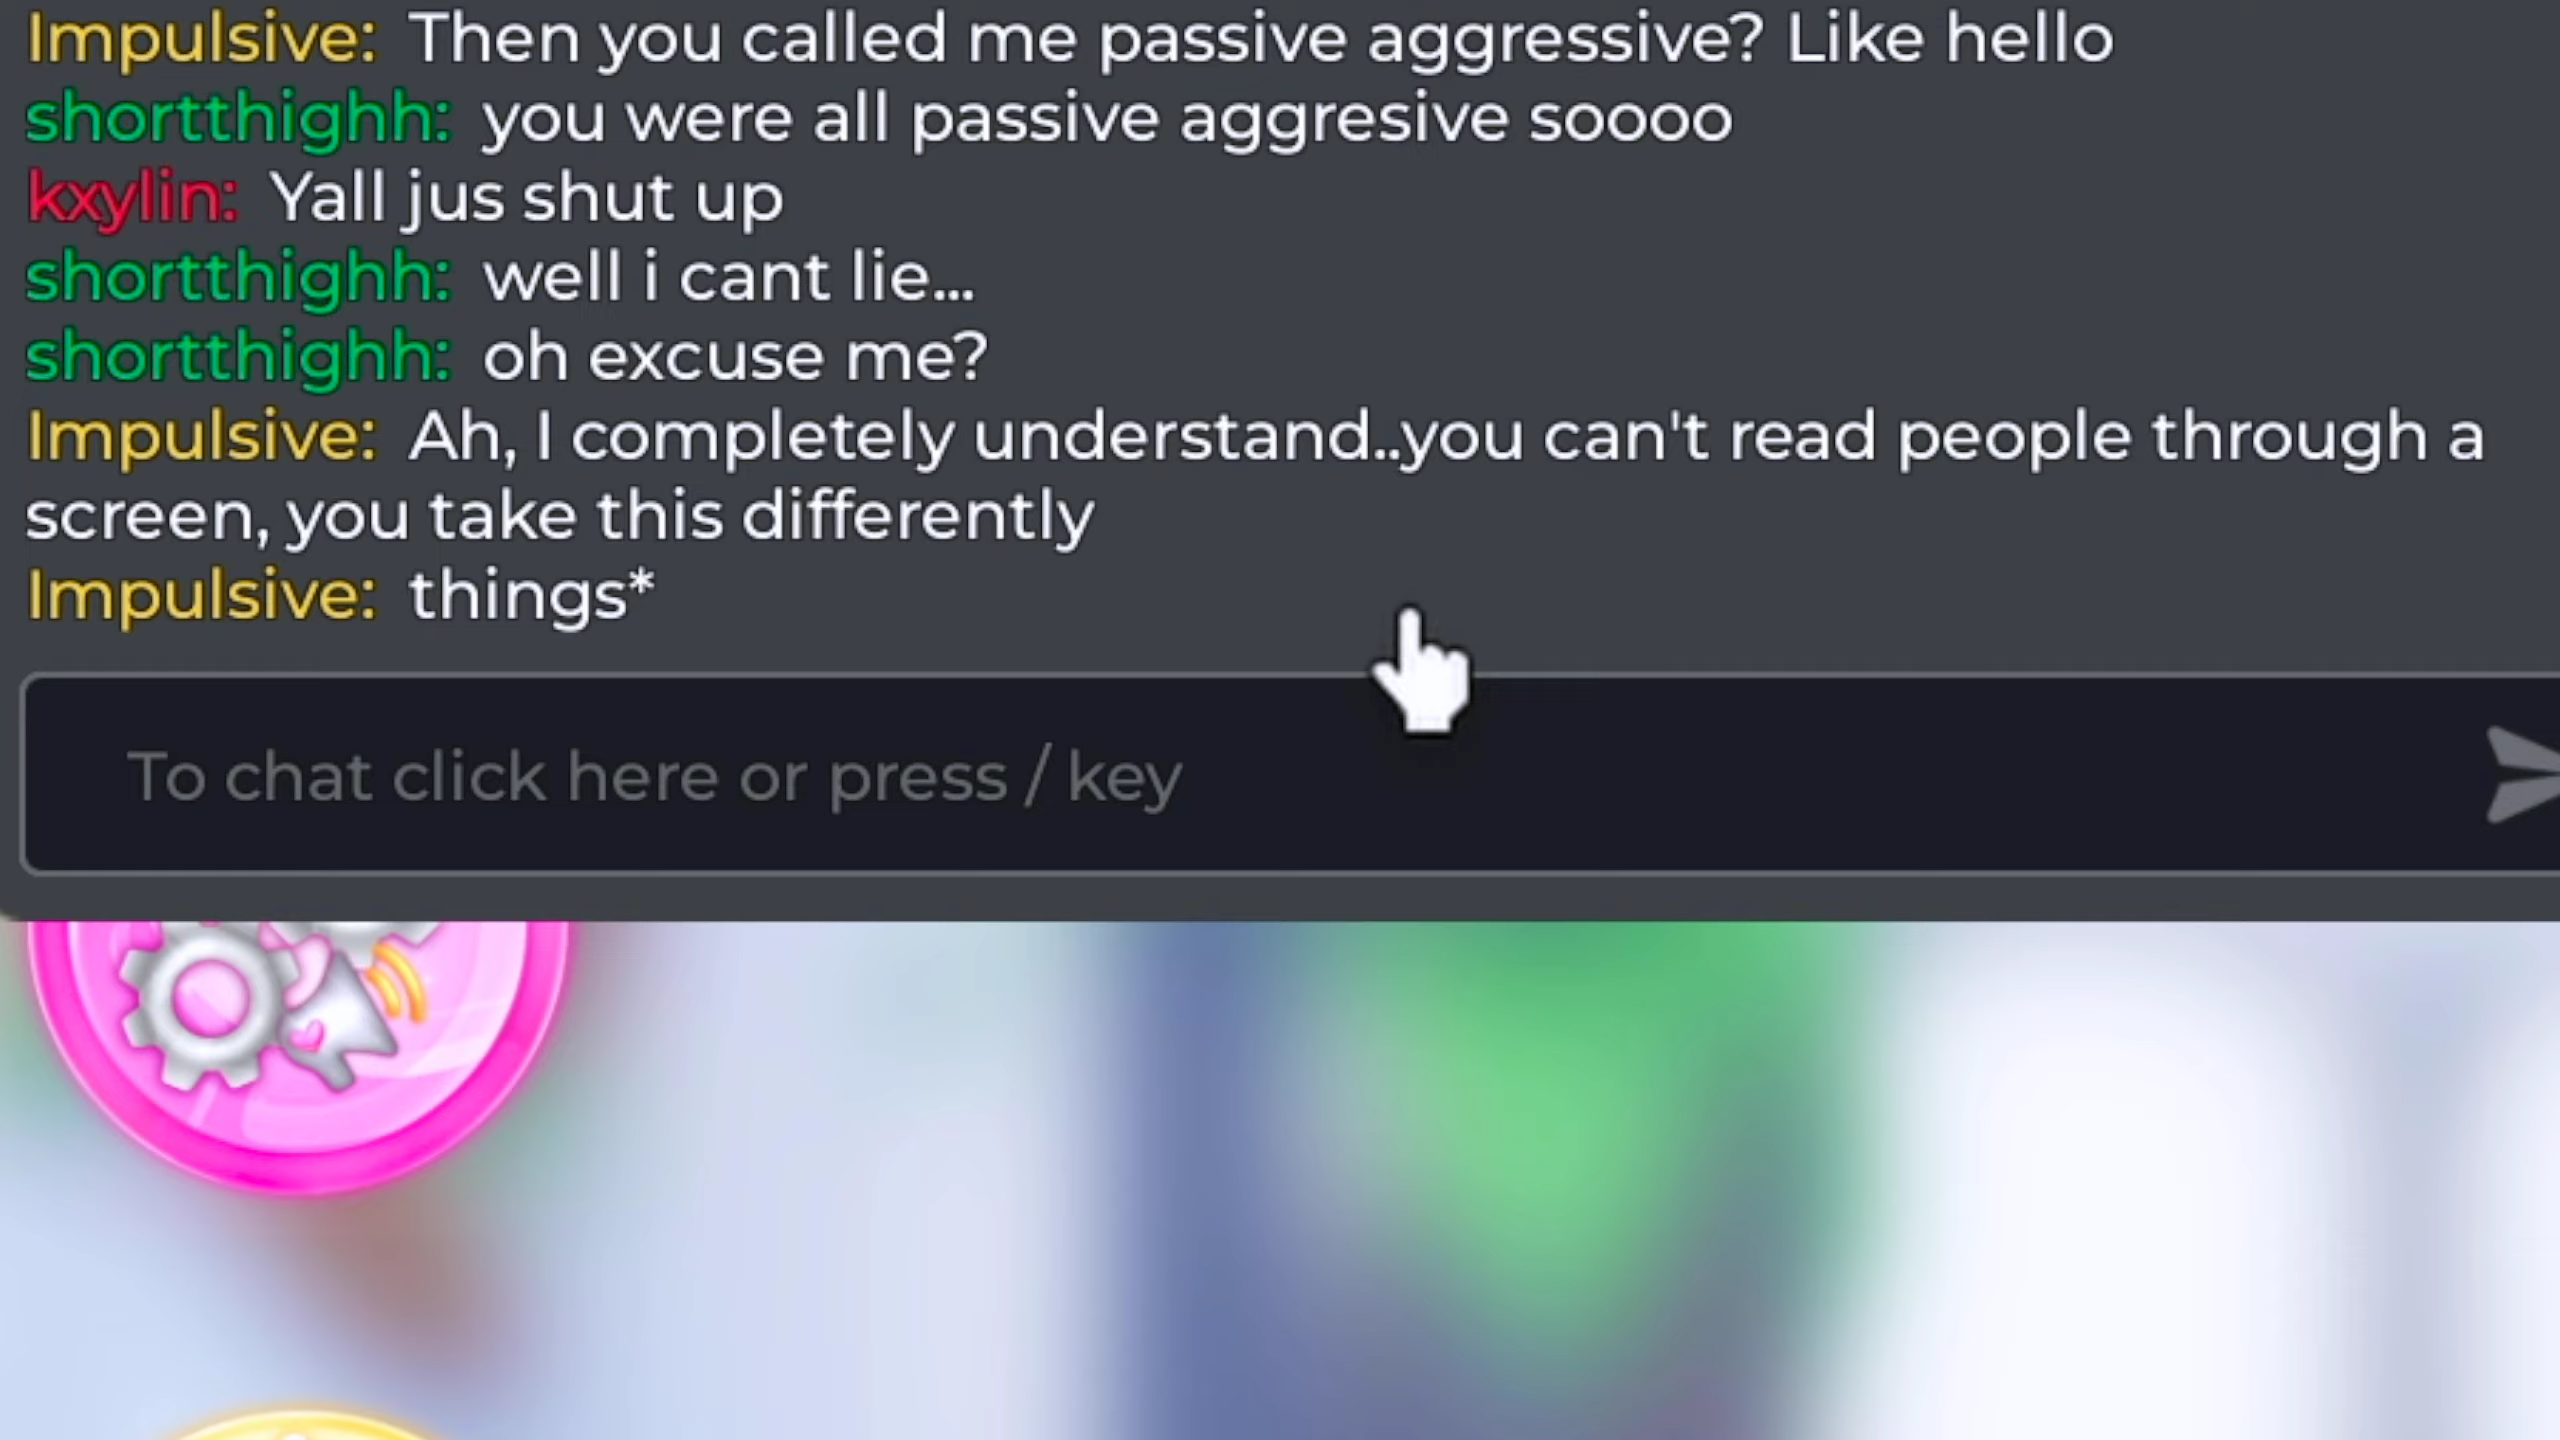 Impulsive: Then you called me passive aggressive? Like hello
shortthighh: you were all passive aggresive soooo
kxylin: Yall jus shut up
shortthighh: well i cant lie...
shortthighh: oh excuse me?
Impulsive: Ah, I completely understand..you can't read people through a
screen, you take this differently
Impulsive: things*
To chat click here or press / key